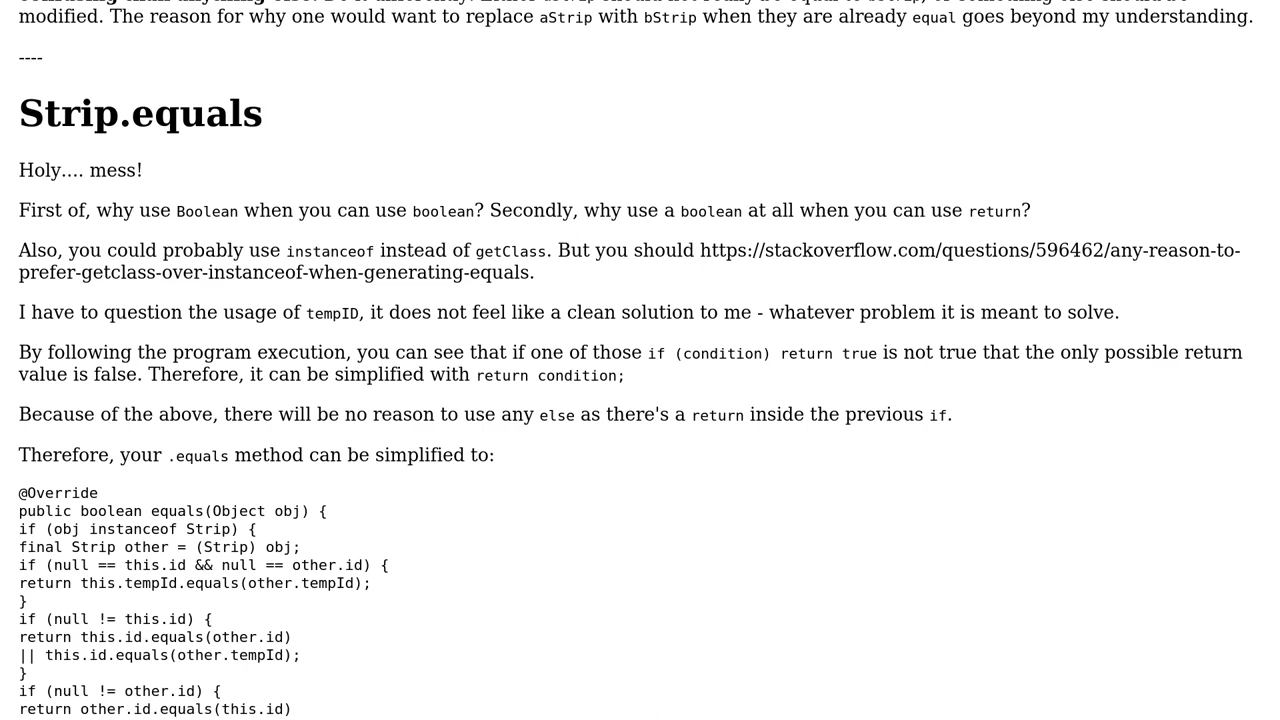 modified. The reason for why one would want to replace aStrip with bStrip when they are already equal goes beyond my understanding.
----
Strip.equals
Holy.... mess!
First of, why use Boolean when you can use boolean? Secondly, why use a boolean at all when you can use return?
Also, you could probably use instanceof instead of getClass. But you should https://stackoverflow.com/questions/596462/any-reason-to-
prefer-getclass-over-instanceof-when-generating-equals.
I have to question the usage of tempID, it does not feel like a clean solution to me - whatever problem it is meant to solve.
By following the program execution, you can see that if one of those if (condition) return true is not true that the only possible return
value is false. Therefore, it can be simplified with return condition;
Because of the above, there will be no reason to use any else as there's a return inside the previous if.
Therefore, your .equals method can be simplified to:
@Override
public boolean equals(Object obj) {
if (obj instanceof Strip) {
final Strip other = (Strip) obj;
if (null == this.id && null == other.id) {
return this.tempId.equals(other.tempId);
}
if (null != this.id) {
return this.id.equals(other.id)
|| this.id.equals(other.tempId);
}
if (null != other.id) {
return other.id.equals(this.id)